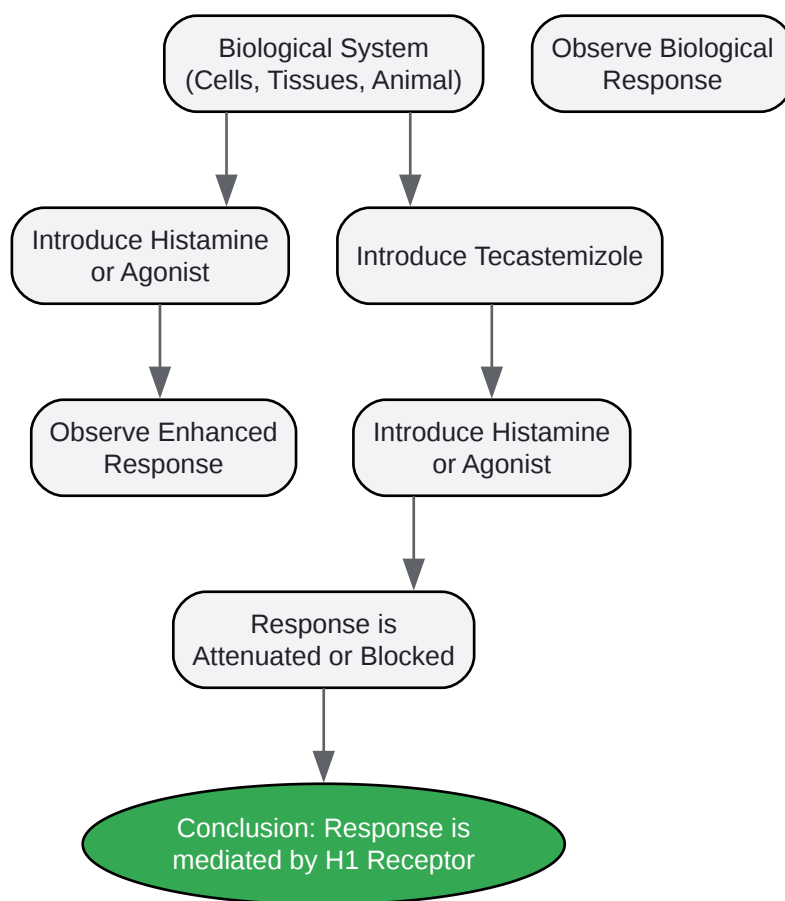 Biological System
(Cells, Tissues, Animal)
Observe Biological
Response
Introduce Histamine
or Agonist
Introduce Tecastemizole
Observe Enhanced
Response
Introduce Histamine
or Agonist
Response is
Attenuated or Blocked
Conclusion: Response is
mediated by H1 Receptor